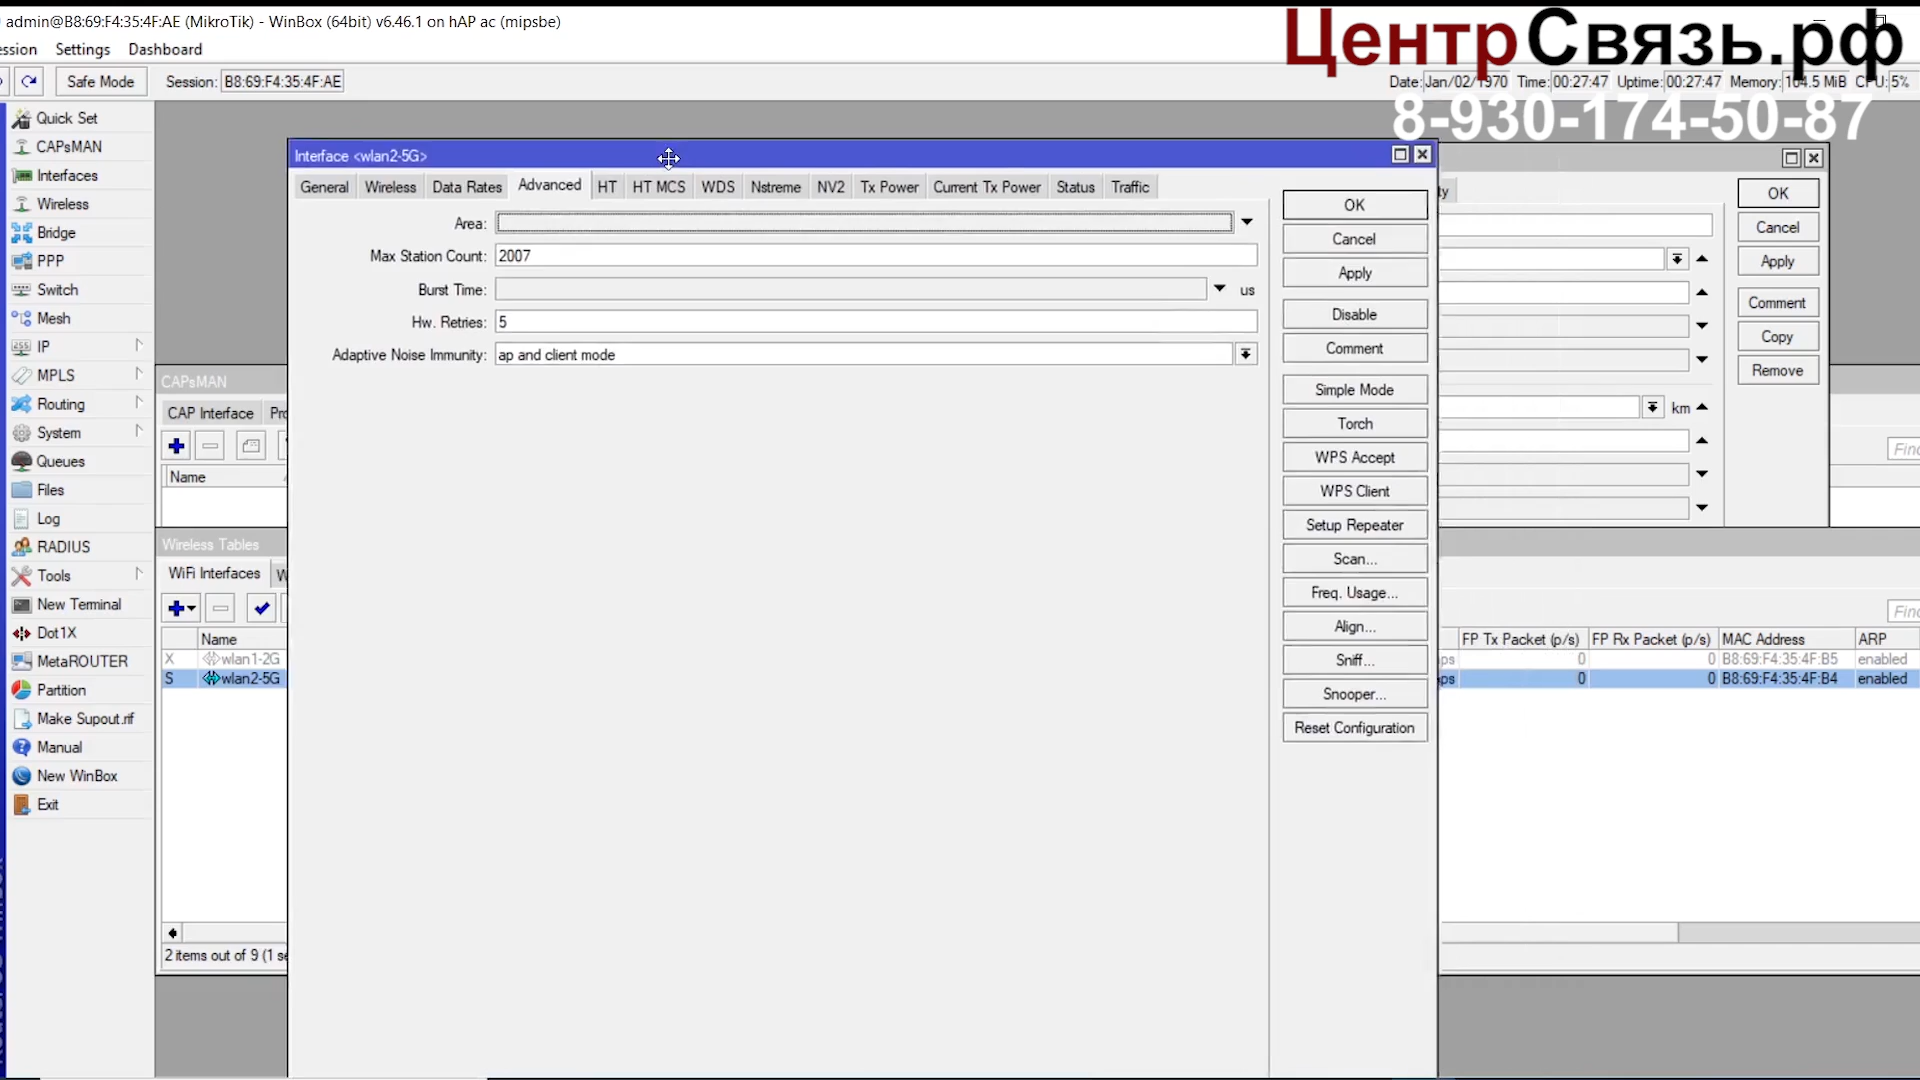 admin@B8:69:F4:35:4F:AE (MikroTik) - WinBox (64bit) v6.46.1 on hAP ac (mipsbe)
ЦентрСвязь.рф
ession Settings Dashboard
Safe Mode Session: B8:69:F4:35:4F:AE Date: Jan/02/1970 Time: 00:27:47 Uptime: 00:27:47 Memory: 104.5 MiB CPU: 5%
8-930-174-50-87
Quick Set
CAPsMAN
Interfaces
Wireless
Bridge
PPP
Switch
Mesh
IP
MPLS
Routing
System
Queues
Files
Log
RADIUS
Tools
New Terminal
Dot1X
MetaROUTER
Partition
Make Supout.rif
Manual
New WinBox
Exit
Interface <wlan2-5G>
General Wireless Data Rates Advanced HT HT MCS WDS Nstreme NV2 Tx Power Current Tx Power Status Traffic
Area:
Max Station Count: 2007
Burst Time: us
Hw. Retries: 5
Adaptive Noise Immunity: ap and client mode
OK
Cancel
Apply
Disable
Comment
Simple Mode
Torch
WPS Accept
WPS Client
Setup Repeater
Scan...
Freq. Usage...
Align...
Sniff...
Snooper...
Reset Configuration
ty
OK
Cancel
Apply
Comment
Copy
Remove
km
CAPsMAN
CAP Interface Pro
Find
Name
Wireless Tables
WiFi Interfaces W
Find
Name FP Tx Packet (p/s) FP Rx Packet (p/s) MAC Address ARP
X wlan1-2G ps 0 0 B8:69:F4:35:4F:B5 enabled
S wlan2-5G ps 0 0 B8:69:F4:35:4F:B4 enabled
2 items out of 9 (1 se